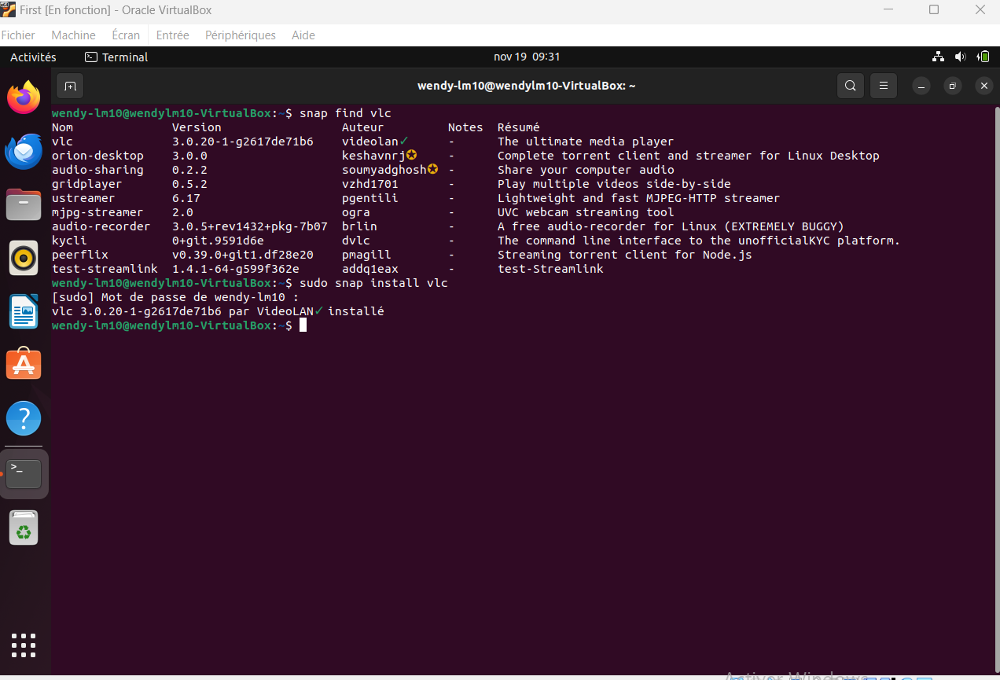 First [En fonction] - Oracle VirtualBox
Fichier Machine Écran Entrée Périphériques Aide
Activités Terminal nov 19 09:31
wendy-lm10@wendylm10-VirtualBox: ~
wendy-lm10@wendylm10-VirtualBox:~$ snap find vlc
Nom Version Auteur Notes Résumé
vlc 3.0.20-1-g2617de71b6 videolan✓ - The ultimate media player
orion-desktop 3.0.0 keshavnrj✪ - Complete torrent client and streamer for Linux Desktop
audio-sharing 0.2.2 soumyadghosh✪ - Share your computer audio
gridplayer 0.5.2 vzhd1701 - Play multiple videos side-by-side
ustreamer 6.17 pgentili - Lightweight and fast MJPEG-HTTP streamer
mjpg-streamer 2.0 ogra - UVC webcam streaming tool
audio-recorder 3.0.5+rev1432+pkg-7b07 brlin - A free audio-recorder for Linux (EXTREMELY BUGGY)
kycli 0+git.9591d6e dvlc - The command line interface to the unofficialKYC platform.
peerflix v0.39.0+git1.df28e20 pmagill - Streaming torrent client for Node.js
test-streamlink 1.4.1-64-g599f362e addq1eax - test-Streamlink
wendy-lm10@wendylm10-VirtualBox:~$ sudo snap install vlc
[sudo] Mot de passe de wendy-lm10 :
vlc 3.0.20-1-g2617de71b6 par VideoLAN✓ installé
wendy-lm10@wendylm10-VirtualBox:~$
Activer Windows